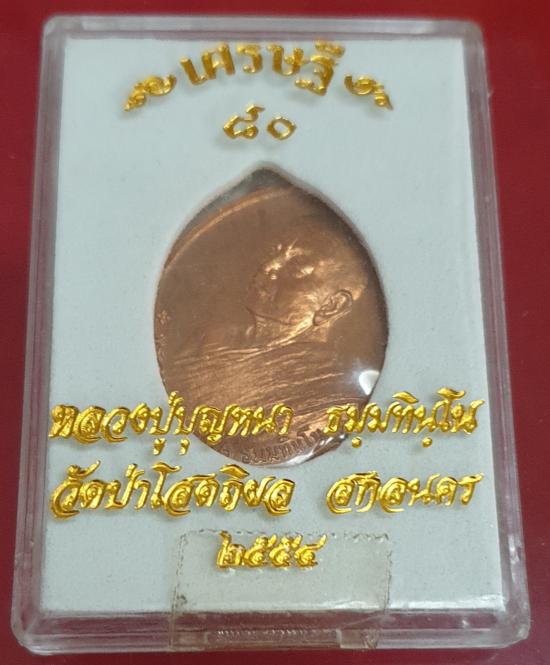 เศรษฐี
๘๐
หลวงปู่บุญหนา ธมฺมทินฺโน
วัดป่าโสตถิผล สกลนคร
๒๕๕๔